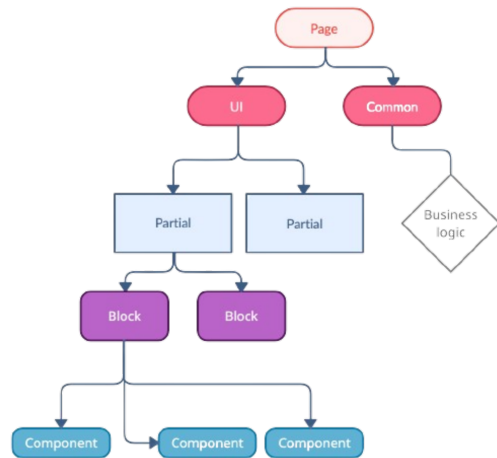 Page
UI
Common
Partial
Partial
Business
logic
Block
Block
Component
Component
Component